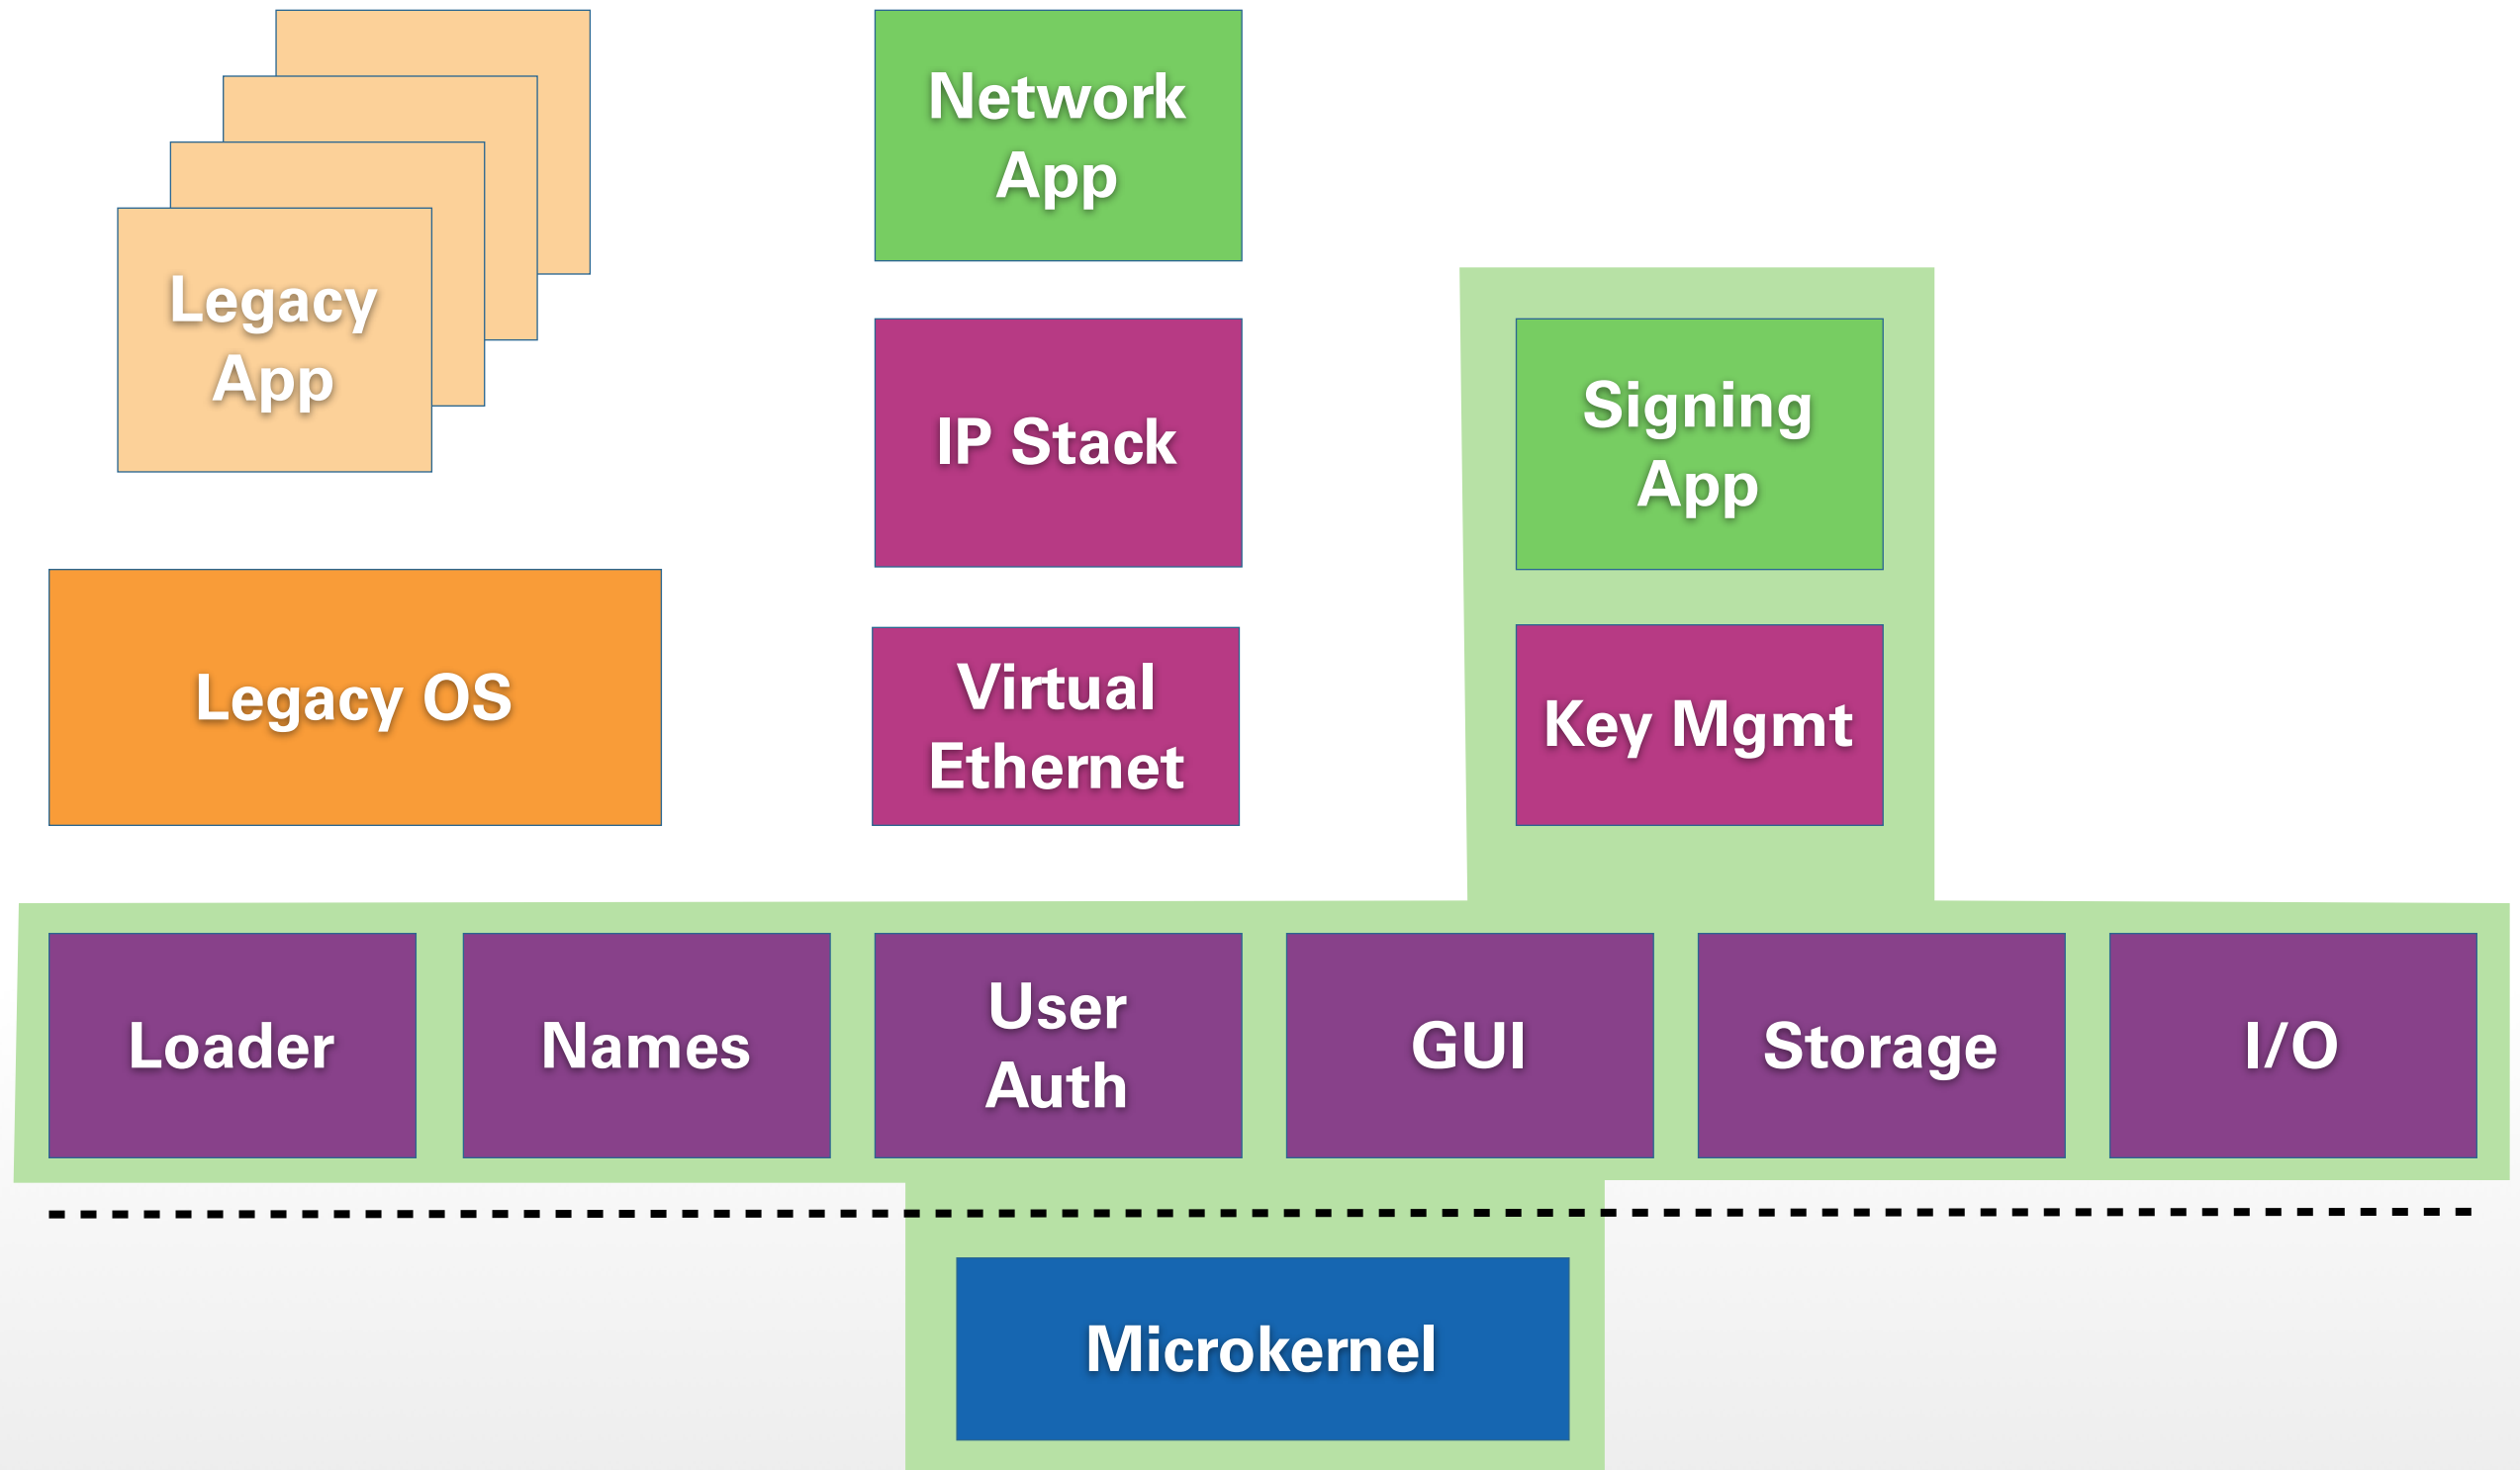 Network
App
Legacy
App
IP Stack
Signing
App
Legacy OS
Virtual
Ethernet
Key Mgmt
Loader
Names
User
Auth
GUI
Storage
I/O
Microkernel